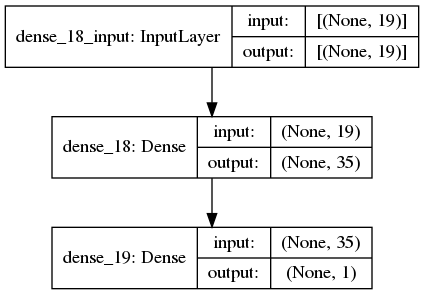 dense_18_input: InputLayer
input: [(None, 19)]
output: [(None, 19)]
dense_18: Dense
input: (None, 19)
output: (None, 35)
dense_19: Dense
input: (None, 35)
output: (None, 1)